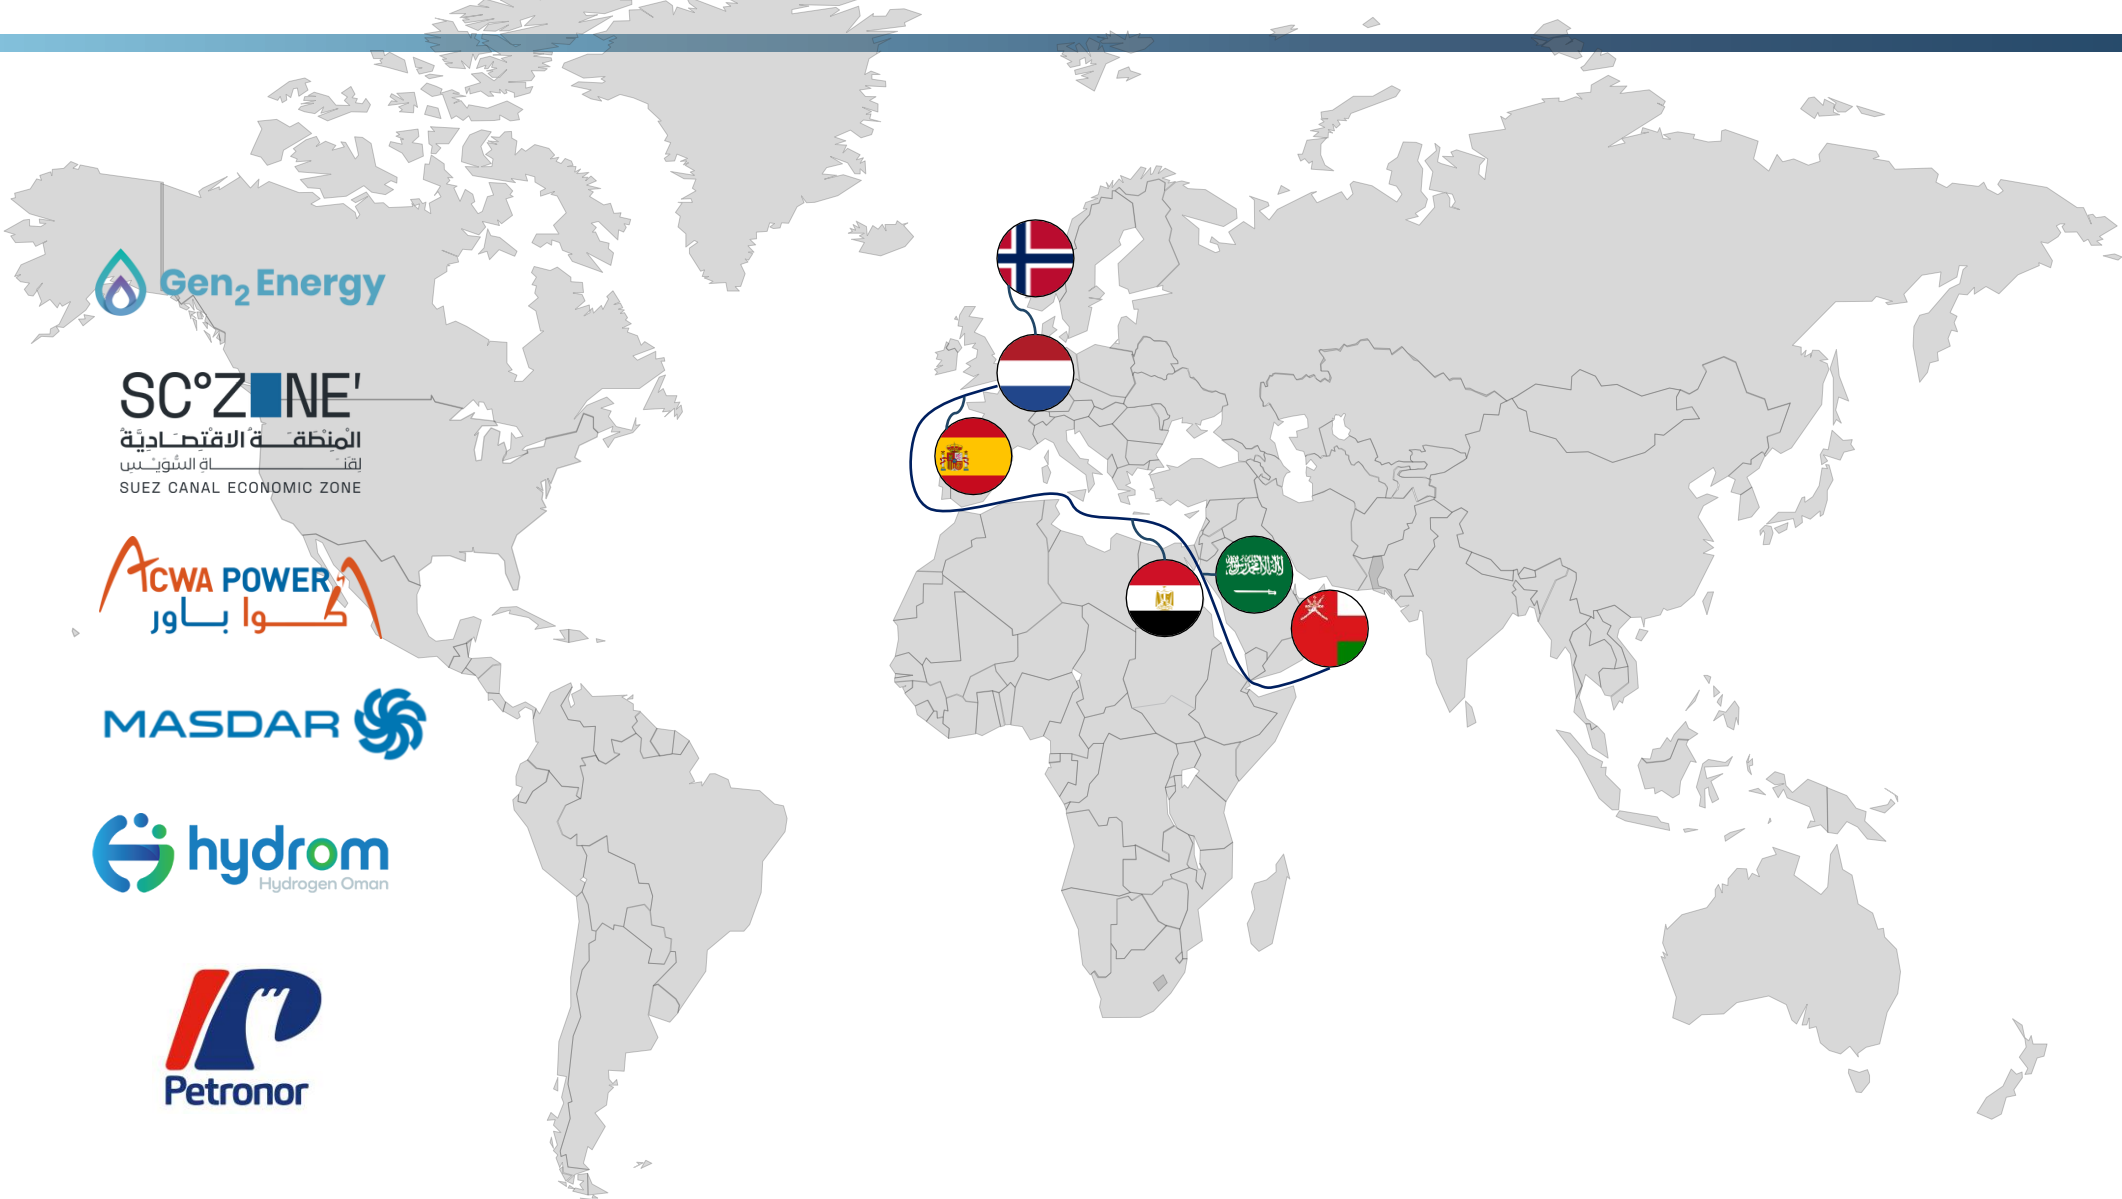 Gen2 Energy
SC°ZONE'
المنطقة الاقتصادية
لقناة السويس
SUEZ CANAL ECONOMIC ZONE
ACWA POWER
أكوا باور
MASDAR
hydrom
Hydrogen Oman
Petronor